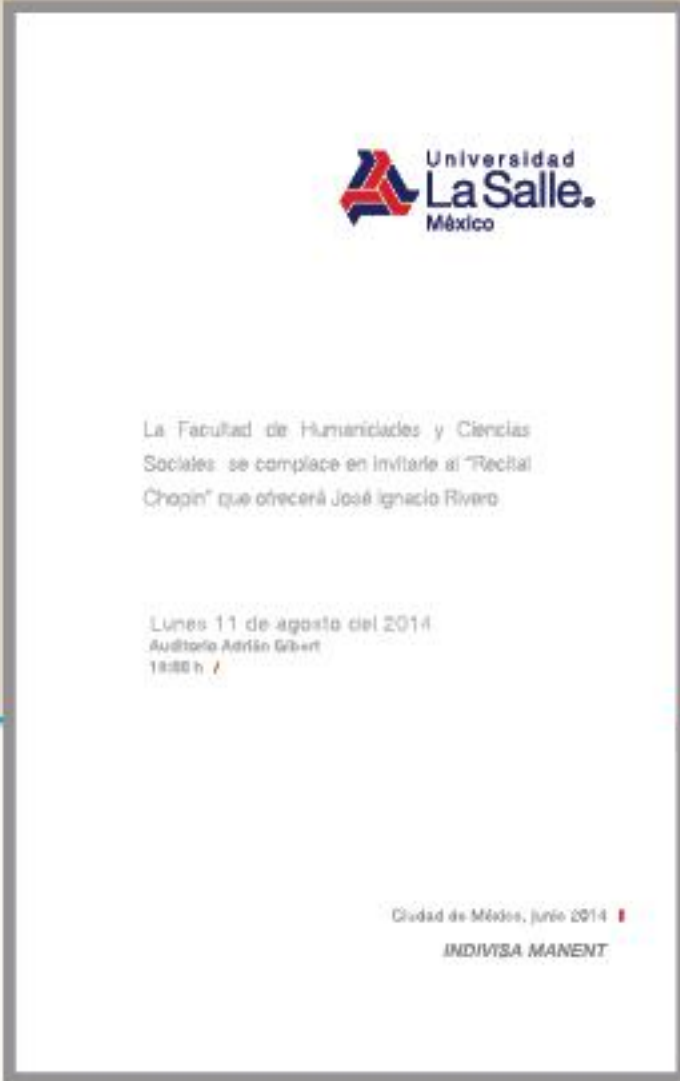 Universidad
La Salle®
México
La Facultad de Humanidades y Ciencias
Sociales se complace en invitarle al "Recital
Chopin" que ofrecerá José Ignacio Rivero
Lunes 11 de agosto del 2014
Auditorio Adrián Gibert
h /
Ciudad de México, junio 2014
INDIVISA MANENT